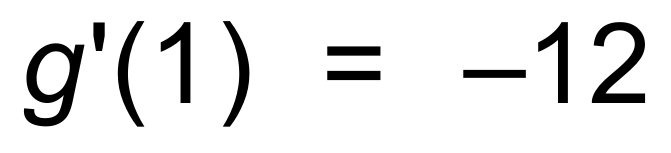 g'(1) = –12